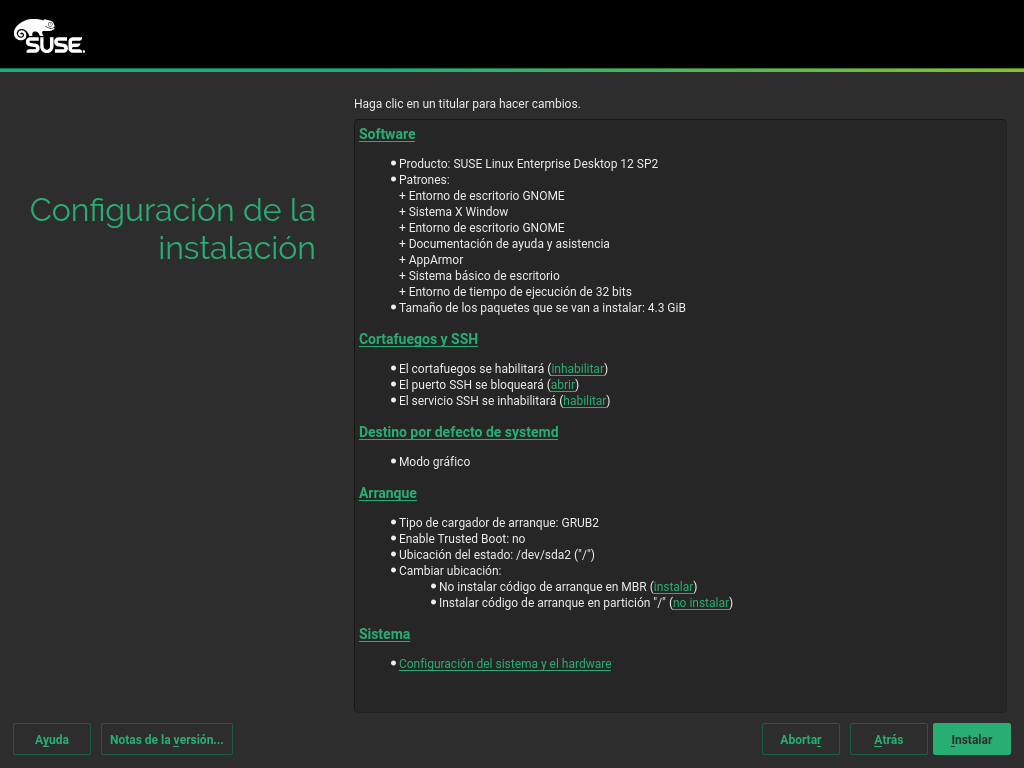 SUSE.
Haga clic en un titular para hacer cambios.
Configuración de la
instalación
Software
Producto: SUSE Linux Enterprise Desktop 12 SP2
Patrones:
+ Entorno de escritorio GNOME
+ Sistema X Window
+ Entorno de escritorio GNOME
+ Documentación de ayuda y asistencia
+ AppArmor
+ Sistema básico de escritorio
+ Entorno de tiempo de ejecución de 32 bits
Tamaño de los paquetes que se van a instalar: 4.3 GiB
Cortafuegos y SSH
El cortafuegos se habilitará (inhabilitar)
El puerto SSH se bloqueará (abrir)
El servicio SSH se inhabilitará (habilitar)
Destino por defecto de systemd
Modo gráfico
Arranque
Tipo de cargador de arranque: GRUB2
Enable Trusted Boot: no
Ubicación del estado: /dev/sda2 ("/")
Cambiar ubicación:
No instalar código de arranque en MBR (instalar)
Instalar código de arranque en partición "/" (no instalar)
Sistema
Configuración del sistema y el hardware
Ayuda Notas de la versión... Abortar Atrás Instalar